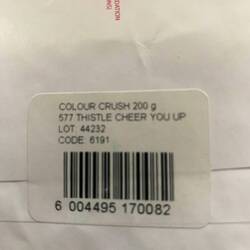 COLOUR CRUSH 200 g
577 THISTLE CHEER YOU UP
LOT 44232
CODE 6191
6 004495 170082